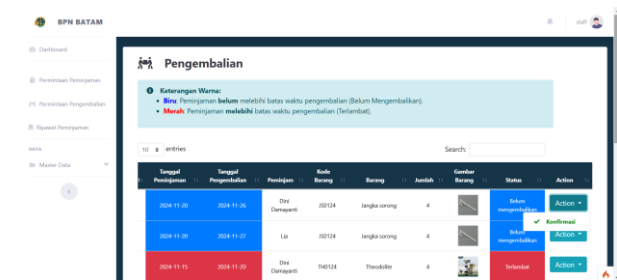 BPN BATAM
staff
Dashboard
Permintaan Peminjaman
Permintaan Pengembalian
Riwayat Peminjaman
DATA
Master Data
Pengembalian
Keterangan Warna:
Biru: Peminjaman belum melebihi batas waktu pengembalian (Belum Mengembalikan).
Merah: Peminjaman melebihi batas waktu pengembalian (Terlambat).
10 entries
Search:
Tanggal Peminjaman Tanggal Pengembalian Peminjam Kode Barang Barang Jumlah Gambar Barang Status Action
2024-11-20 2024-11-26 Dini Damayanti JS0124 Jangka sorong 4 Belum mengembalikan Action
Konfirmasi
2024-11-20 2024-11-27 Lia JS0124 Jangka sorong 4 Belum mengembalikan Action
2024-11-15 2024-11-20 Dini Damayanti TH0124 Theodolite 4 Terlambat Action